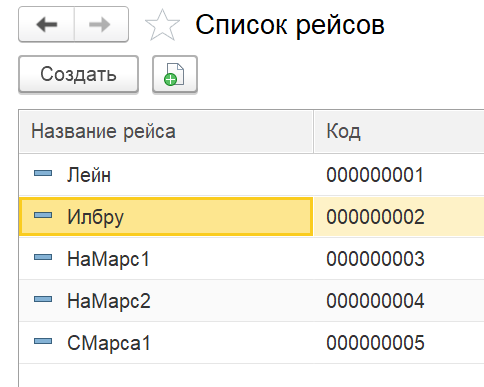 Список рейсов
Создать
Название рейса Код
Лейн 000000001
Илбру 000000002
НаМарс1 000000003
НаМарс2 000000004
СМарса1 000000005